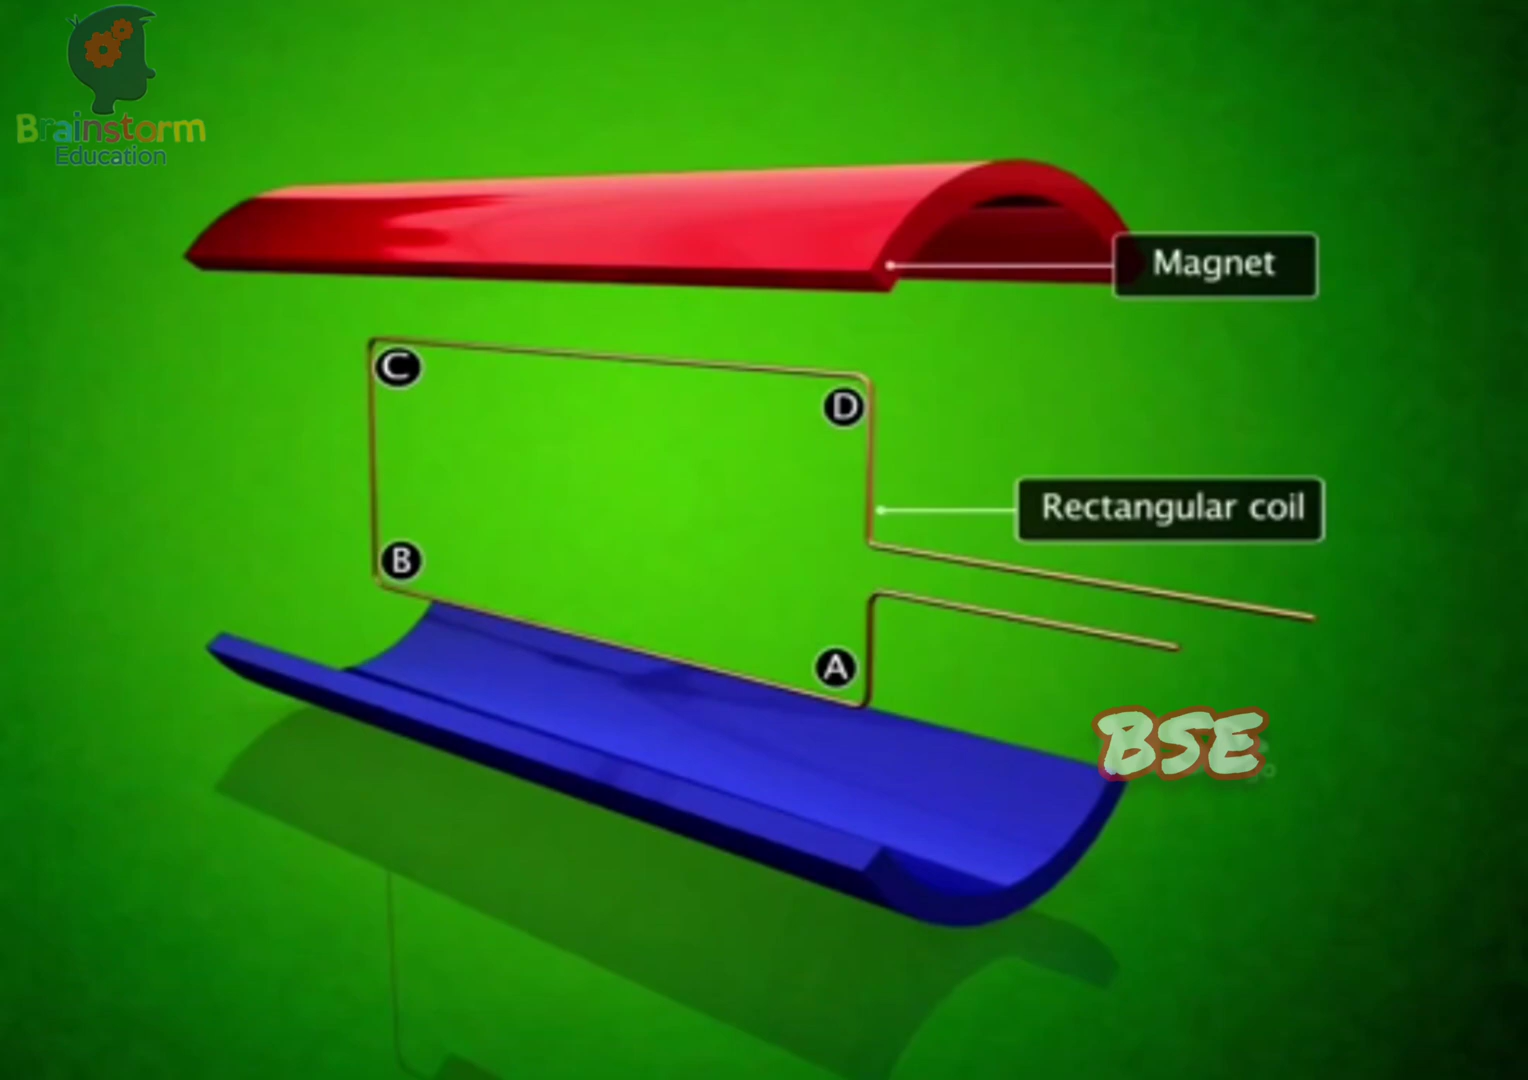 Brainstorm
Education
Magnet
C
D
Rectangular coil
B
A
BSE